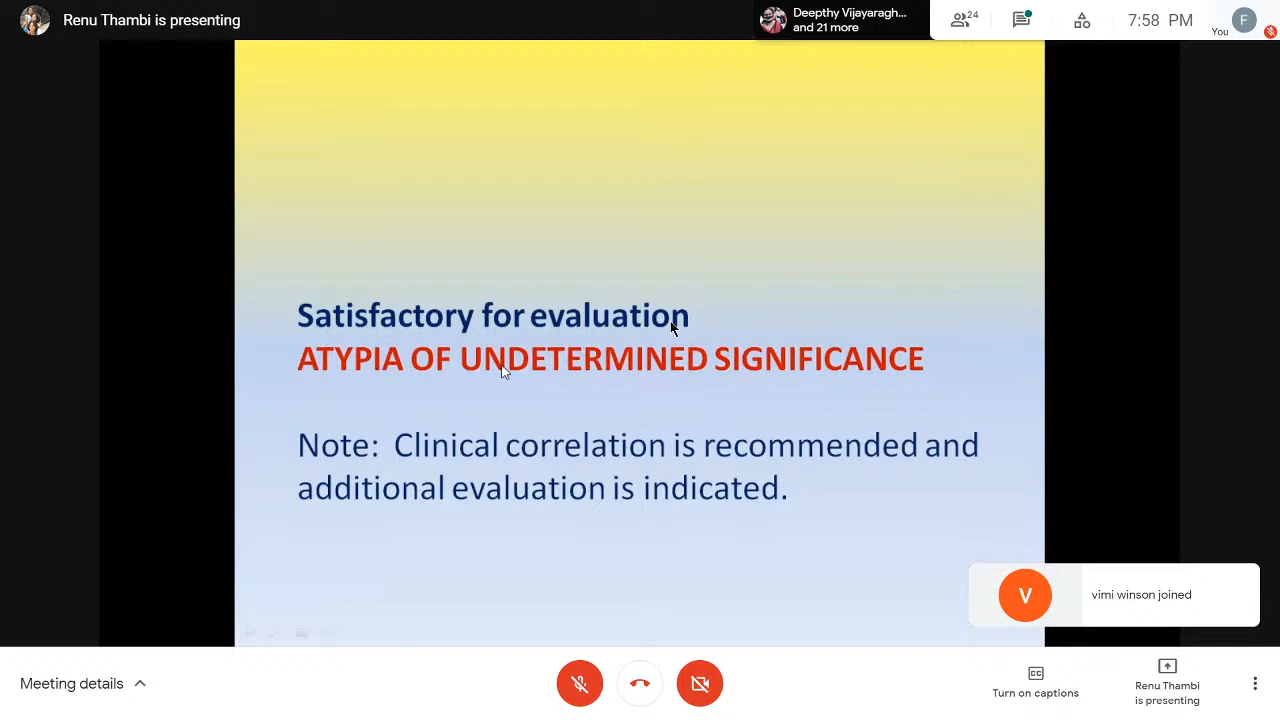 Renu Thambi is presenting
Deepthy Vijayaragh...
and 21 more
24
7:58 PM
You
F
Satisfactory for evaluation
ATYPIA OF UNDETERMINED SIGNIFICANCE
Note: Clinical correlation is recommended and
additional evaluation is indicated.
V
vimi winson joined
Meeting details
CC
Turn on captions
Renu Thambi
is presenting